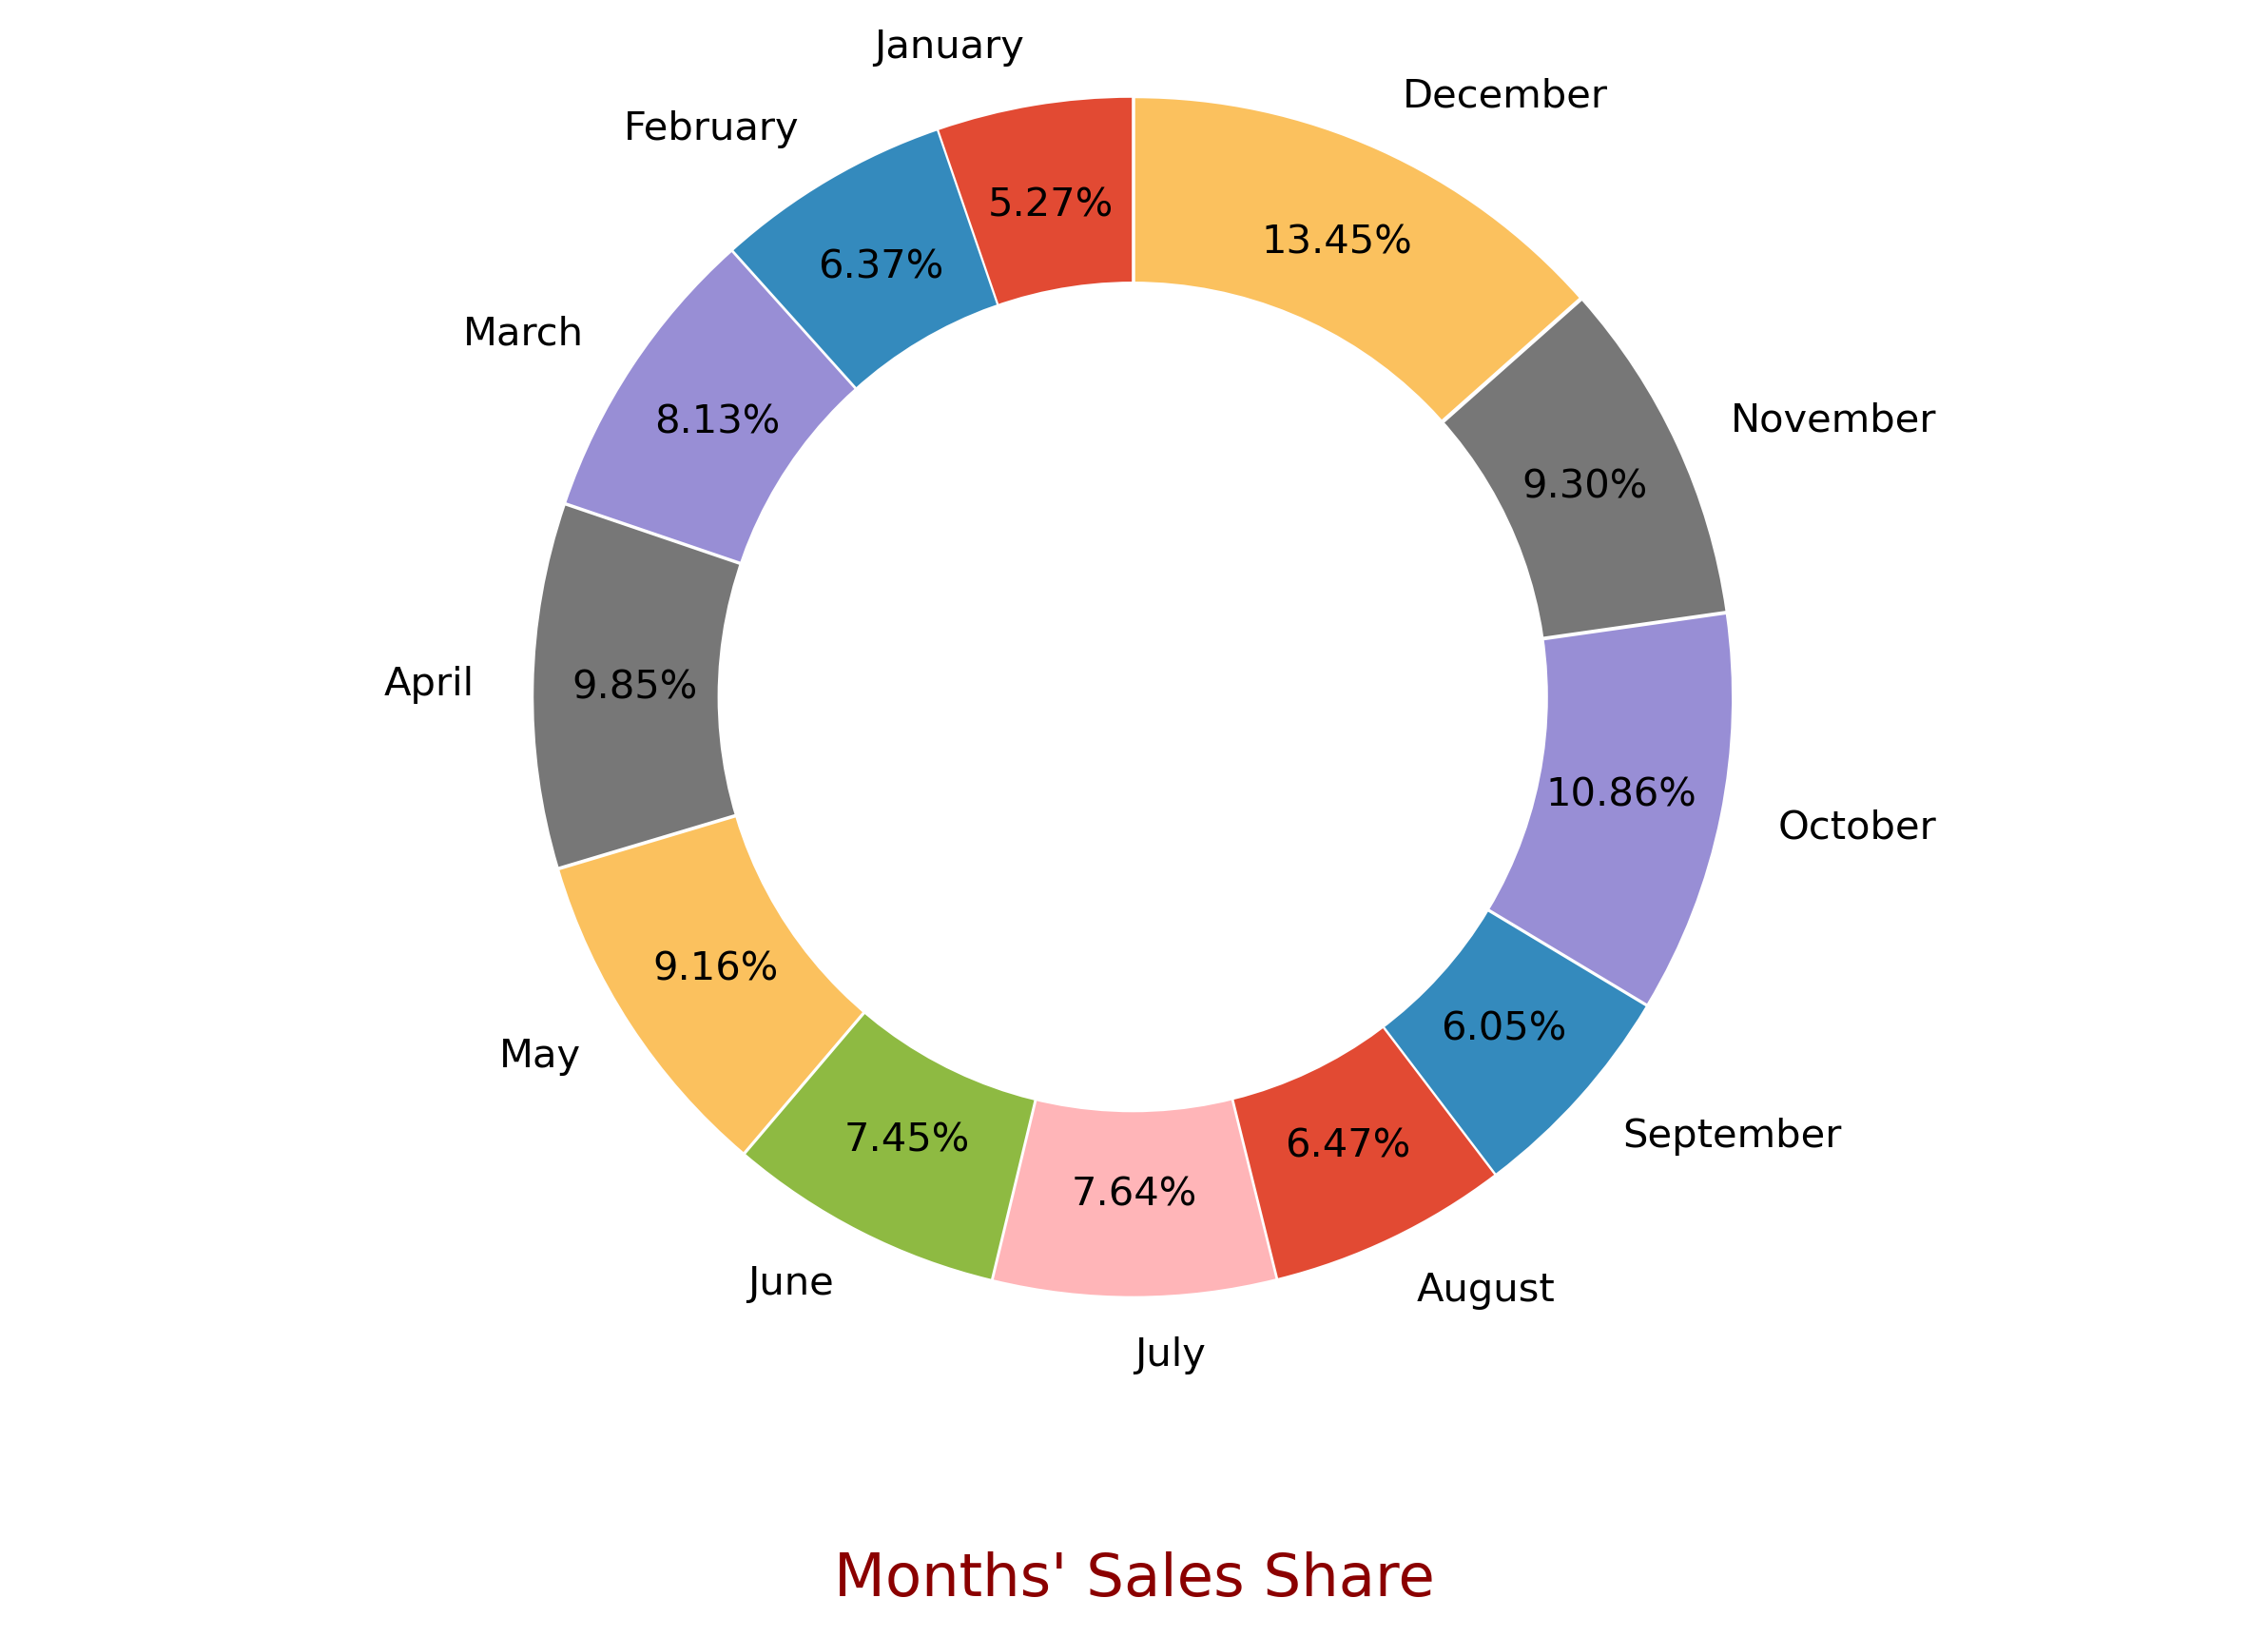 January
5.27%
February
6.37%
March
8.13%
April
9.85%
May
9.16%
June
7.45%
July
7.64%
August
6.47%
September
6.05%
October
10.86%
November
9.30%
December
13.45%
Months' Sales Share